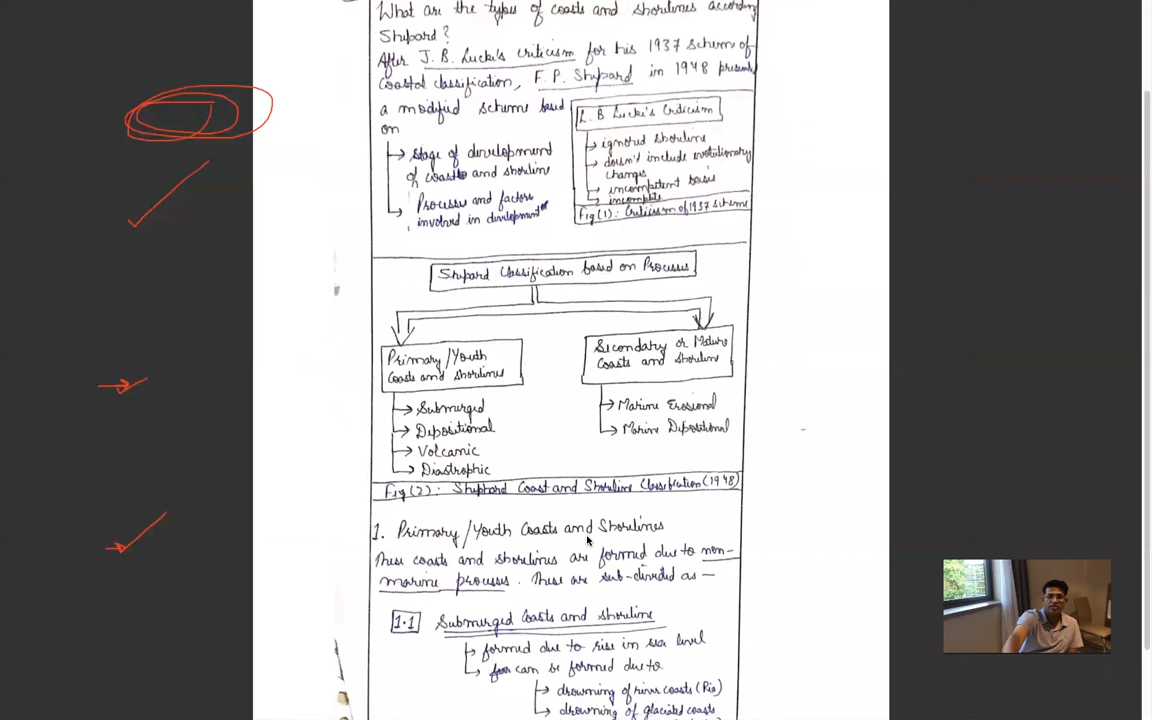 What are the types of coasts and shorelines according
Shepard?
After J. B. Lucke's criticism for his 1937 scheme of
Coastal classification, F. P. Shepard in 1948 present
a modified scheme based
on
→ stage of development
of coasts and shoreline
→ Processes and factors
involved in development
L. B Lucke's Criticism
→ ignored shoreline
→ doesn't include evolutionary
changes
→ incompetent basis
→ incomplete
Fig(1): Criticism of 1937 scheme
Shepard Classification based on Processes
Primary/Youth
Coasts and shorelines
→ Submerged
→ Depositional
→ Volcanic
→ Diastrophic
Secondary or Mature
Coasts and Shoreline
→ Marine Erosional
→ Marine Depositional
Fig(2): Shephard Coast and Shoreline Classification (1948)
1. Primary/Youth Coasts and Shorelines
These coasts and shorelines are formed due to non-
marine processes. These are sub-divided as —
1.1 Submerged Coasts and Shoreline
→ formed due to rise in sea level
→ can be formed due to
→ drowning of river coasts (Ria)
→ drowning of glaciated coasts